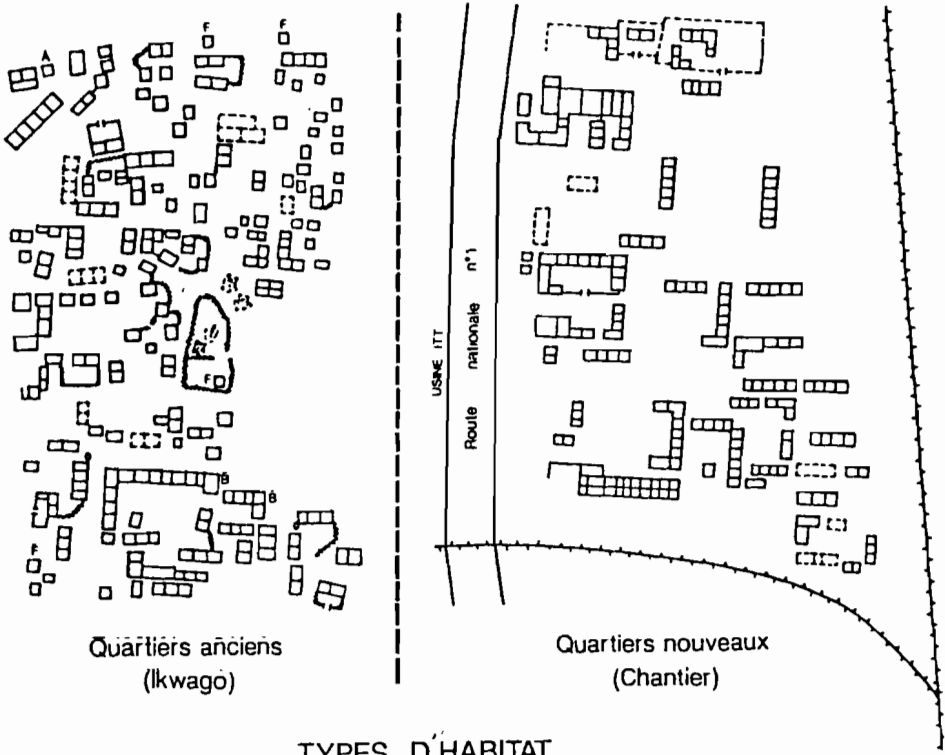 F
F
A
F
B
B
F
USINE ITT
Route nationale n°1
Quartiers anciens
(Ikwago)
Quartiers nouveaux
(Chantier)
TYPES D'HABITAT